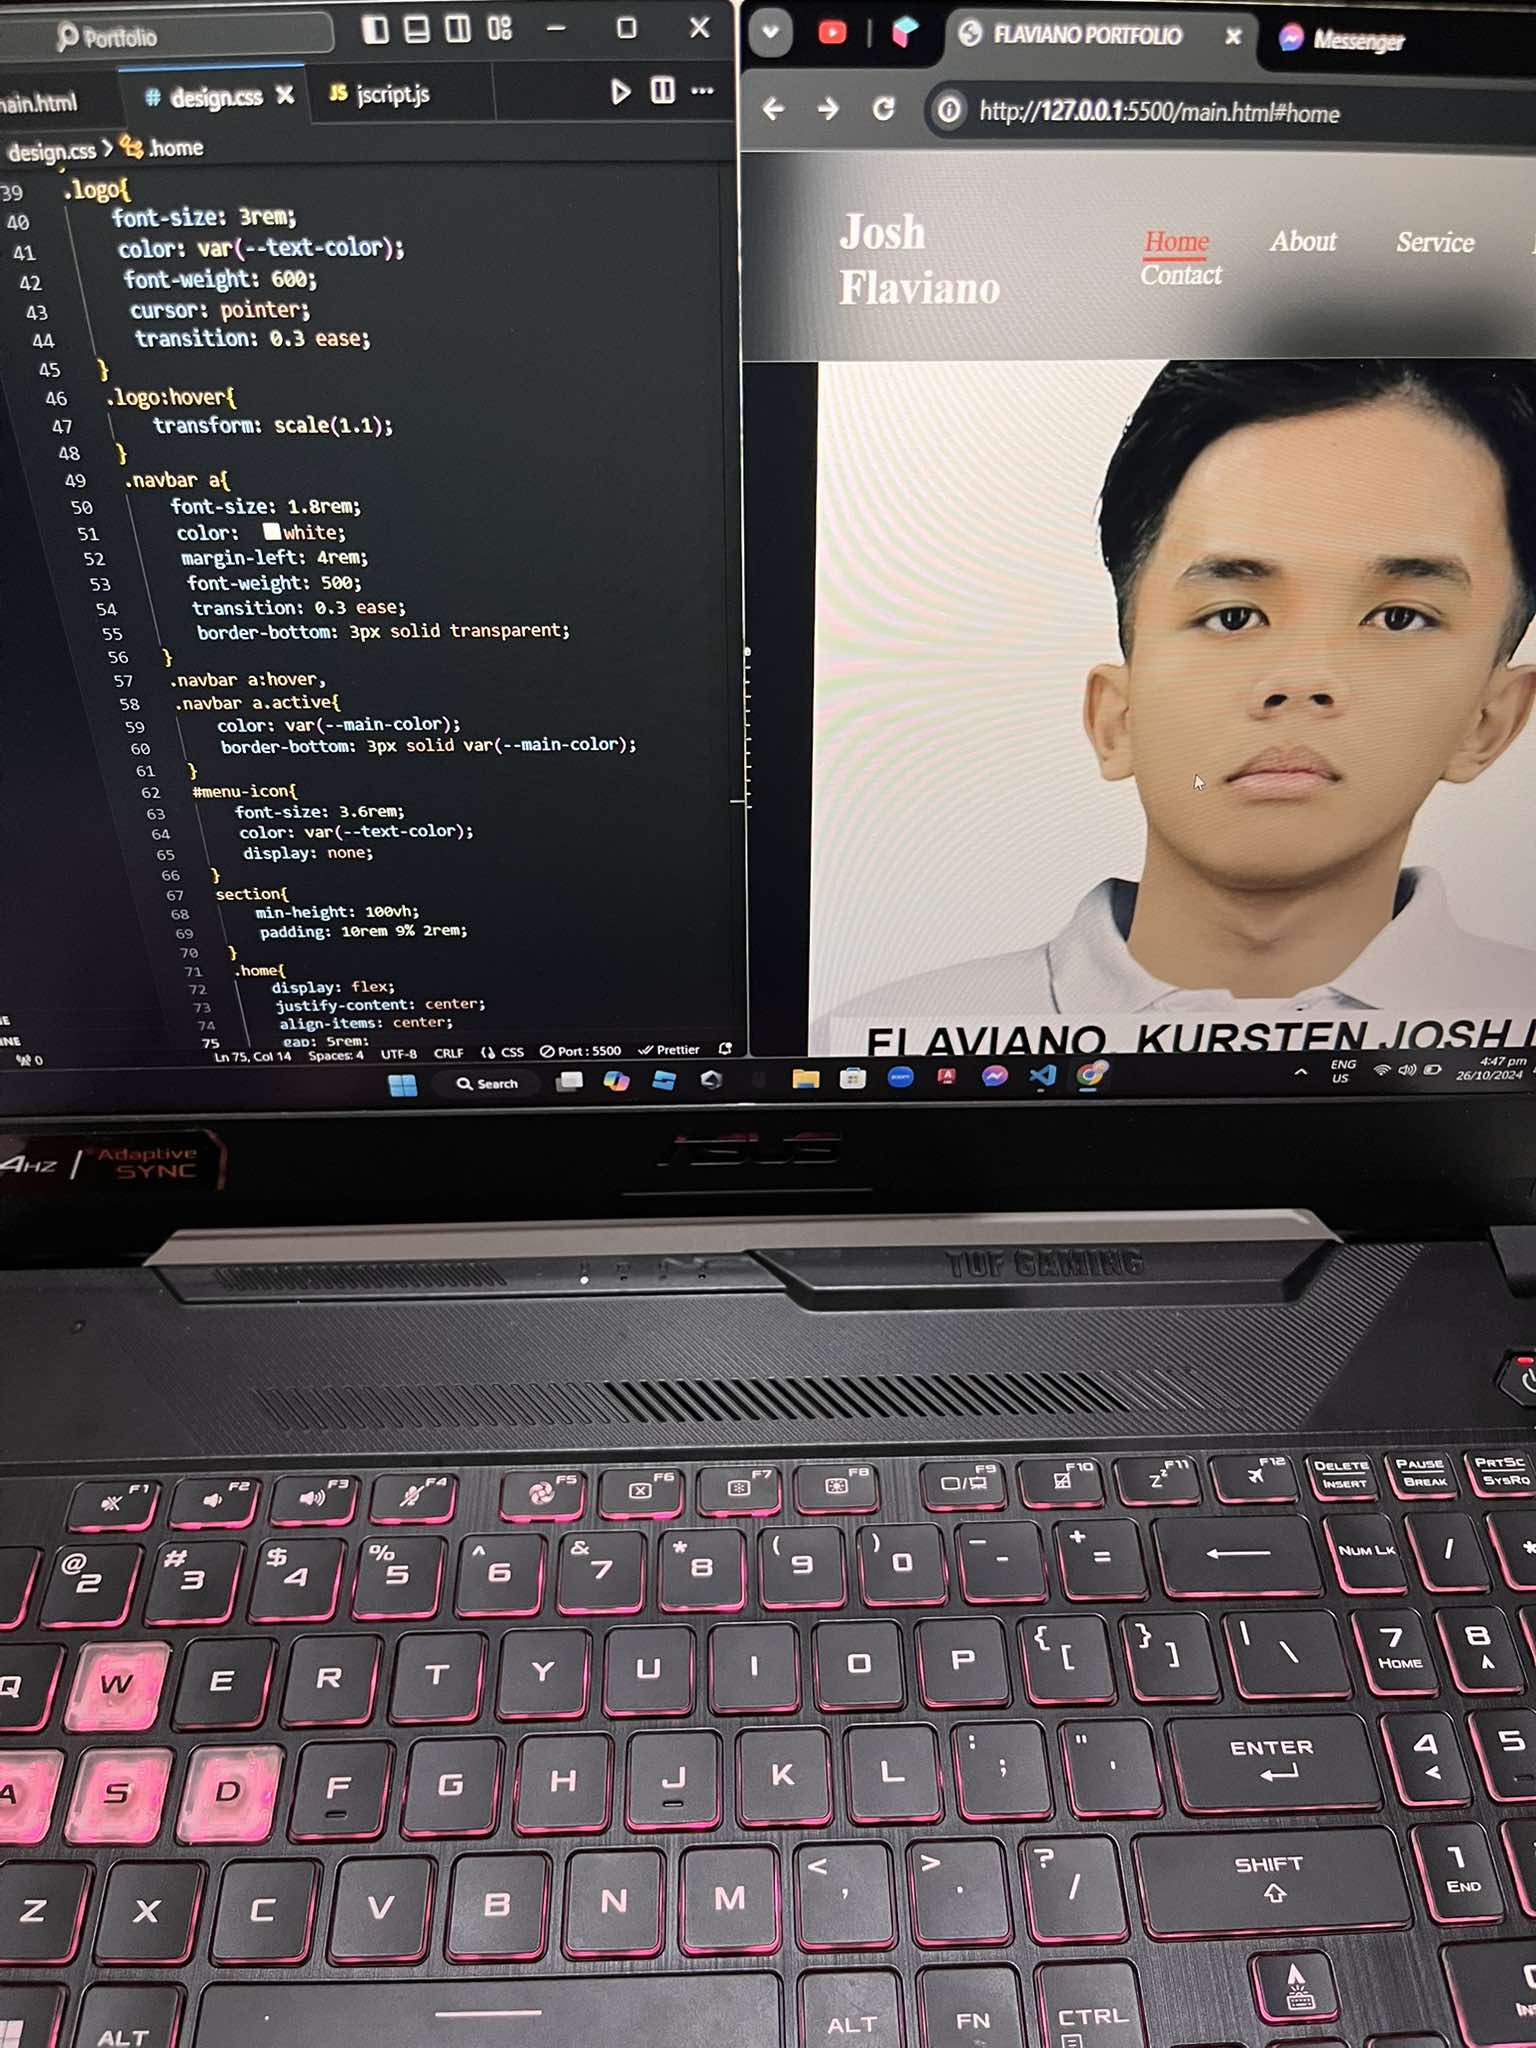 Portfolio
main.html
# design.css
JS jscript.js
design.css > .home
39 .logo{
40 font-size: 3rem;
41 color: var(--text-color);
42 font-weight: 600;
43 cursor: pointer;
44 transition: 0.3 ease;
45 }
46 .logo:hover{
47 transform: scale(1.1);
48 }
49 .navbar a{
50 font-size: 1.8rem;
51 color: white;
52 margin-left: 4rem;
53 font-weight: 500;
54 transition: 0.3 ease;
55 border-bottom: 3px solid transparent;
56 }
57 .navbar a:hover,
58 .navbar a.active{
59 color: var(--main-color);
60 border-bottom: 3px solid var(--main-color);
61 }
62 #menu-icon{
63 font-size: 3.6rem;
64 color: var(--text-color);
65 display: none;
66 }
67 section{
68 min-height: 100vh;
69 padding: 10rem 9% 2rem;
70 }
71 .home{
72 display: flex;
73 justify-content: center;
74 align-items: center;
75 gap: 5rem;
0 Ln 75, Col 14 Spaces: 4 UTF-8 CRLF CSS Port : 5500 Prettier
FLAVIANO PORTFOLIO
Messenger
http://127.0.0.1:5500/main.html#home
Josh
Flaviano
Home About Service
Contact
FLAVIANO, KURSTEN JOSH
Search
zoom
ENG
US
4:47 pm
26/10/2024
4Hz | Adaptive
SYNC
ASUS
TUF GAMING
F1 F2 F3 F4 F5 F6 F7 F8 F9 F10 F11 F12 DELETE INSERT PAUSE BREAK PRTSC SYSRQ
@ 2 # 3 $ 4 % 5 ^ 6 & 7 * 8 ( 9 ) 0 _ - + = NUM LK / *
Q W E R T Y U I O P { [ } ] | \ 7 HOME 8
A S D F G H J K L : ; " ' ENTER 4 < 5
Z X C V B N M < , > . ? / SHIFT 1 END
ALT ALT FN CTRL